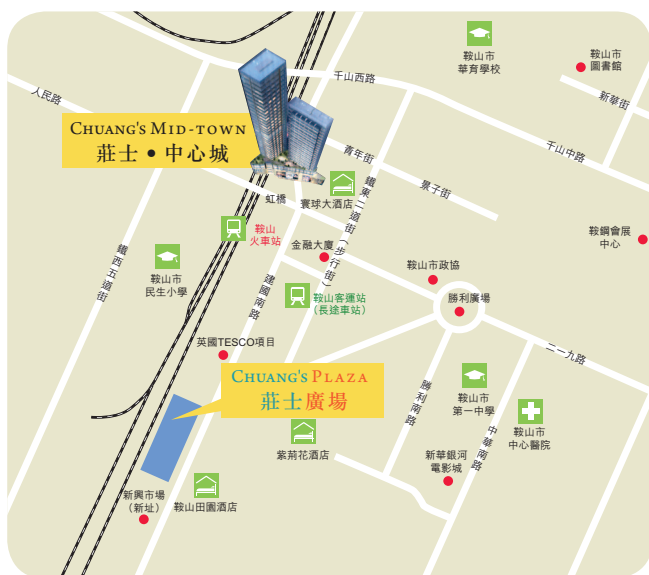 鞍山市
華育學校
鞍山市
圖書館
千山西路
人民路
新華街
CHUANG'S MID-TOWN
莊士•中心城
千山中路
青年街
景子街
虹橋
寰球大酒店
鐵東二道街(步行街)
鞍山
火車站
金融大廈
鞍鋼會展
中心
鐵西五道街
鞍山市
民生小學
建國南路
鞍山市政協
鞍山客運站
(長途車站)
勝利廣場
英國TESCO項目
二一九路
CHUANG'S PLAZA
莊士廣場
勝利南路
鞍山市
第一中學
中華南路
鞍山市
中心醫院
紫荊花酒店
新華銀河
電影城
新興市場
(新址)
鞍山田園酒店